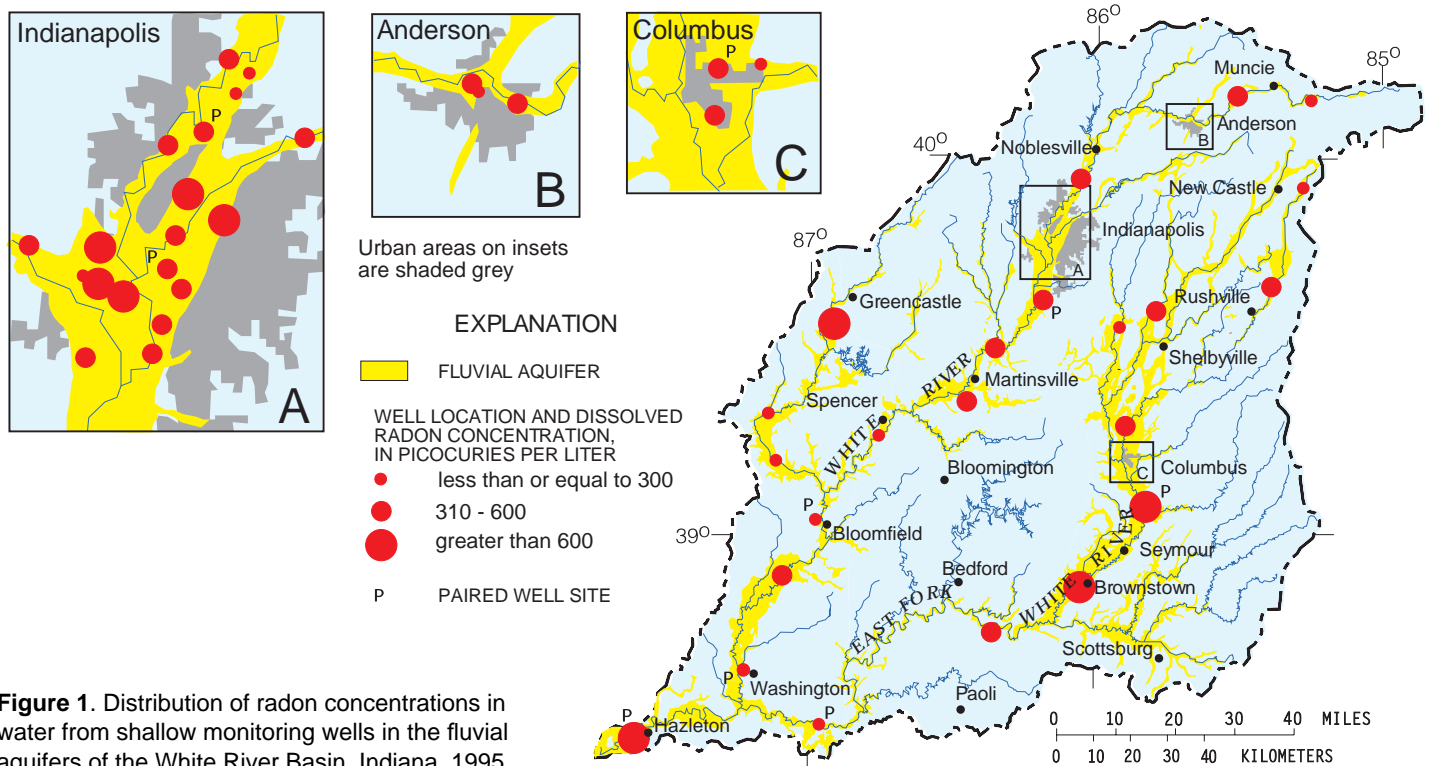 Indianapolis
P
P
A
Anderson
B
Columbus
P
C
Urban areas on insets
are shaded grey
EXPLANATION
FLUVIAL AQUIFER
WELL LOCATION AND DISSOLVED
RADON CONCENTRATION,
IN PICOCURIES PER LITER
less than or equal to 300
310 - 600
greater than 600
P PAIRED WELL SITE
Figure 1. Distribution of radon concentrations in
water from shallow monitoring wells in the fluvial
aquifers of the White River Basin, Indiana, 1995
86O
85O
Muncie
Anderson
B
40O
Noblesville
New Castle
87O
Indianapolis
A
Greencastle
P
Rushville
Shelbyville
WHITE RIVER
Martinsville
Spencer
Bloomington
C
Columbus
P
P
39O
Bloomfield
Seymour
Bedford
Brownstown
EAST FORK WHITE RIVER
Scottsburg
P
Washington
Paoli
P
P
Hazleton
0 10 20 30 40 MILES
0 10 20 30 40 KILOMETERS